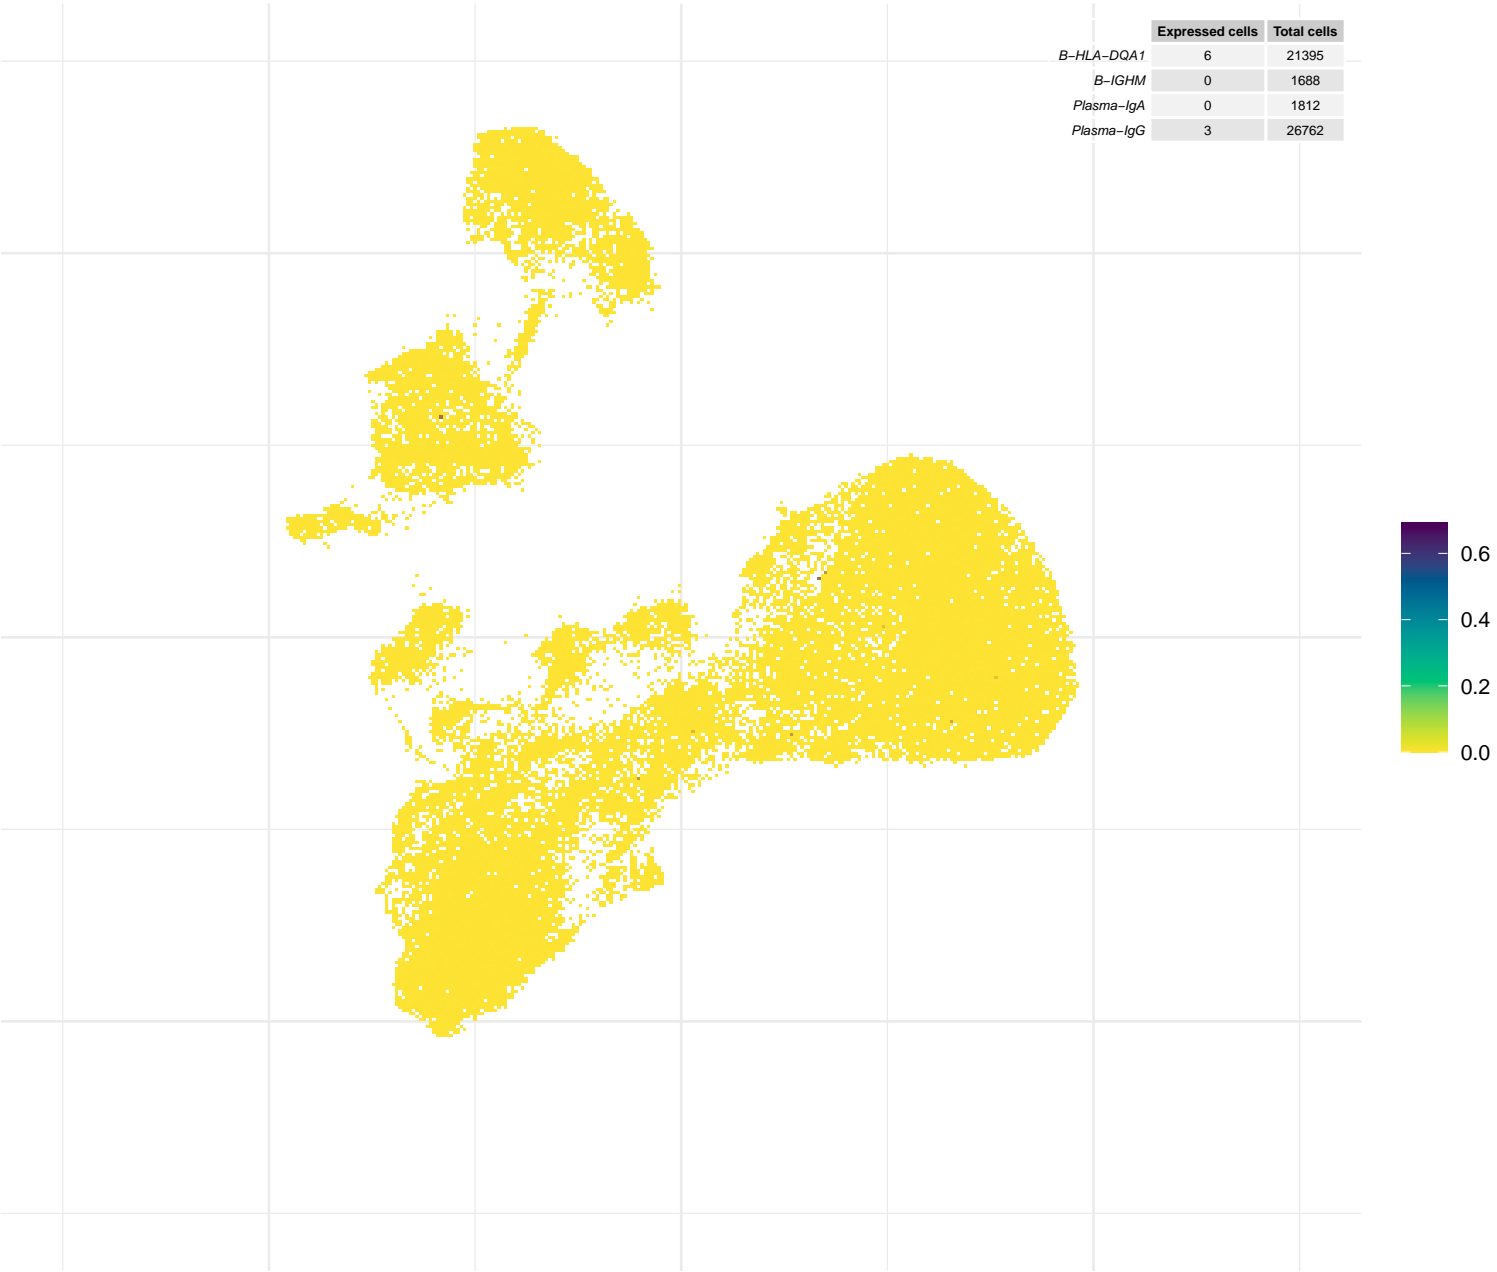 Expressed cells Total cells
B−HLA−DQA1 6 21395
B−IGHM 0 1688
Plasma−IgA 0 1812
Plasma−IgG 3 26762
0.6
0.4
0.2
0.0